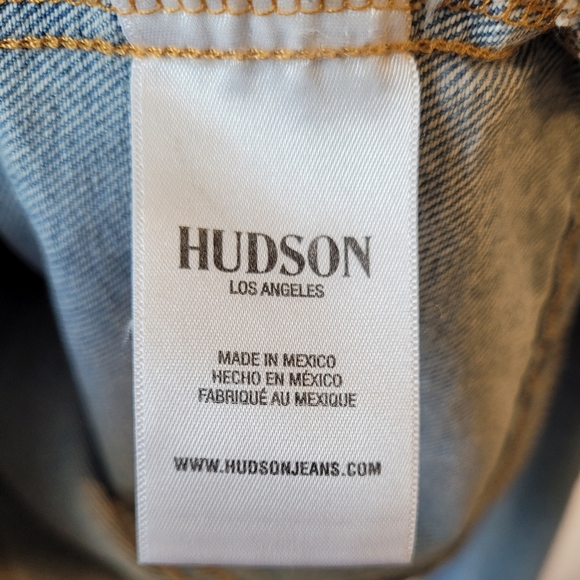 HUDSON
LOS ANGELES
MADE IN MEXICO
HECHO EN MÉXICO
FABRIQUÉ AU MEXIQUE
WWW.HUDSONJEANS.COM